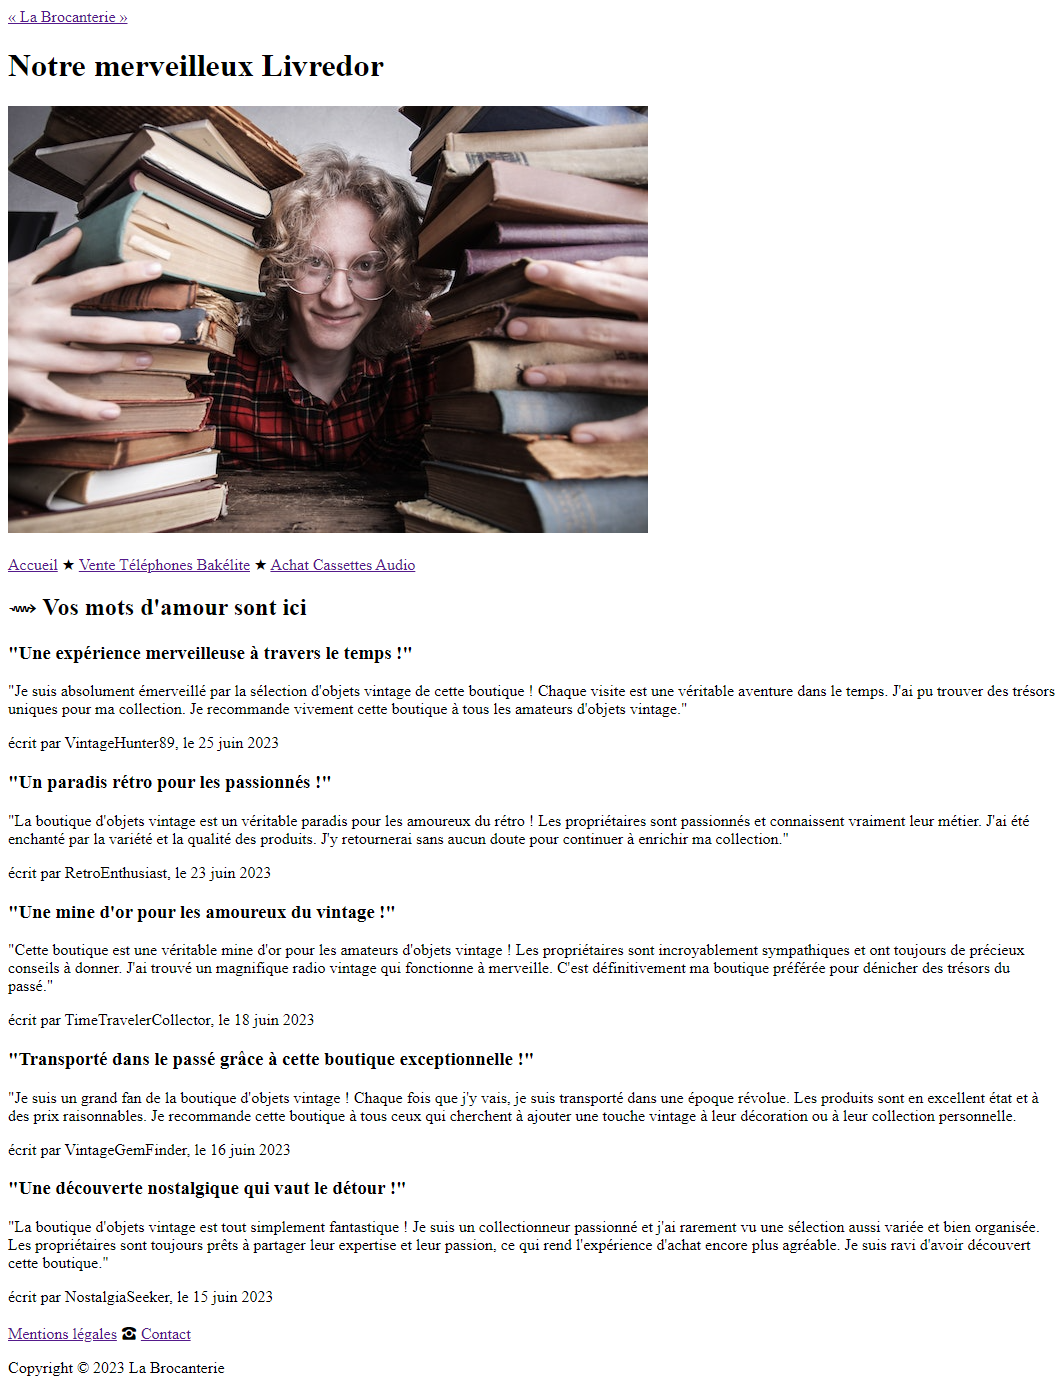 « La Brocanterie »
Notre merveilleux Livredor
Accueil ★ Vente Téléphones Bakélite ★ Achat Cassettes Audio
⇝ Vos mots d'amour sont ici
"Une expérience merveilleuse à travers le temps !"
"Je suis absolument émerveillé par la sélection d'objets vintage de cette boutique ! Chaque visite est une véritable aventure dans le temps. J'ai pu trouver des trésors
uniques pour ma collection. Je recommande vivement cette boutique à tous les amateurs d'objets vintage."
écrit par VintageHunter89, le 25 juin 2023
"Un paradis rétro pour les passionnés !"
"La boutique d'objets vintage est un véritable paradis pour les amoureux du rétro ! Les propriétaires sont passionnés et connaissent vraiment leur métier. J'ai été
enchanté par la variété et la qualité des produits. J'y retournerai sans aucun doute pour continuer à enrichir ma collection."
écrit par RetroEnthusiast, le 23 juin 2023
"Une mine d'or pour les amoureux du vintage !"
"Cette boutique est une véritable mine d'or pour les amateurs d'objets vintage ! Les propriétaires sont incroyablement sympathiques et ont toujours de précieux
conseils à donner. J'ai trouvé un magnifique radio vintage qui fonctionne à merveille. C'est définitivement ma boutique préférée pour dénicher des trésors du
passé."
écrit par TimeTravelerCollector, le 18 juin 2023
"Transporté dans le passé grâce à cette boutique exceptionnelle !"
"Je suis un grand fan de la boutique d'objets vintage ! Chaque fois que j'y vais, je suis transporté dans une époque révolue. Les produits sont en excellent état et à
des prix raisonnables. Je recommande cette boutique à tous ceux qui cherchent à ajouter une touche vintage à leur décoration ou à leur collection personnelle.
écrit par VintageGemFinder, le 16 juin 2023
"Une découverte nostalgique qui vaut le détour !"
"La boutique d'objets vintage est tout simplement fantastique ! Je suis un collectionneur passionné et j'ai rarement vu une sélection aussi variée et bien organisée.
Les propriétaires sont toujours prêts à partager leur expertise et leur passion, ce qui rend l'expérience d'achat encore plus agréable. Je suis ravi d'avoir découvert
cette boutique."
écrit par NostalgiaSeeker, le 15 juin 2023
Mentions légales ☎ Contact
Copyright © 2023 La Brocanterie